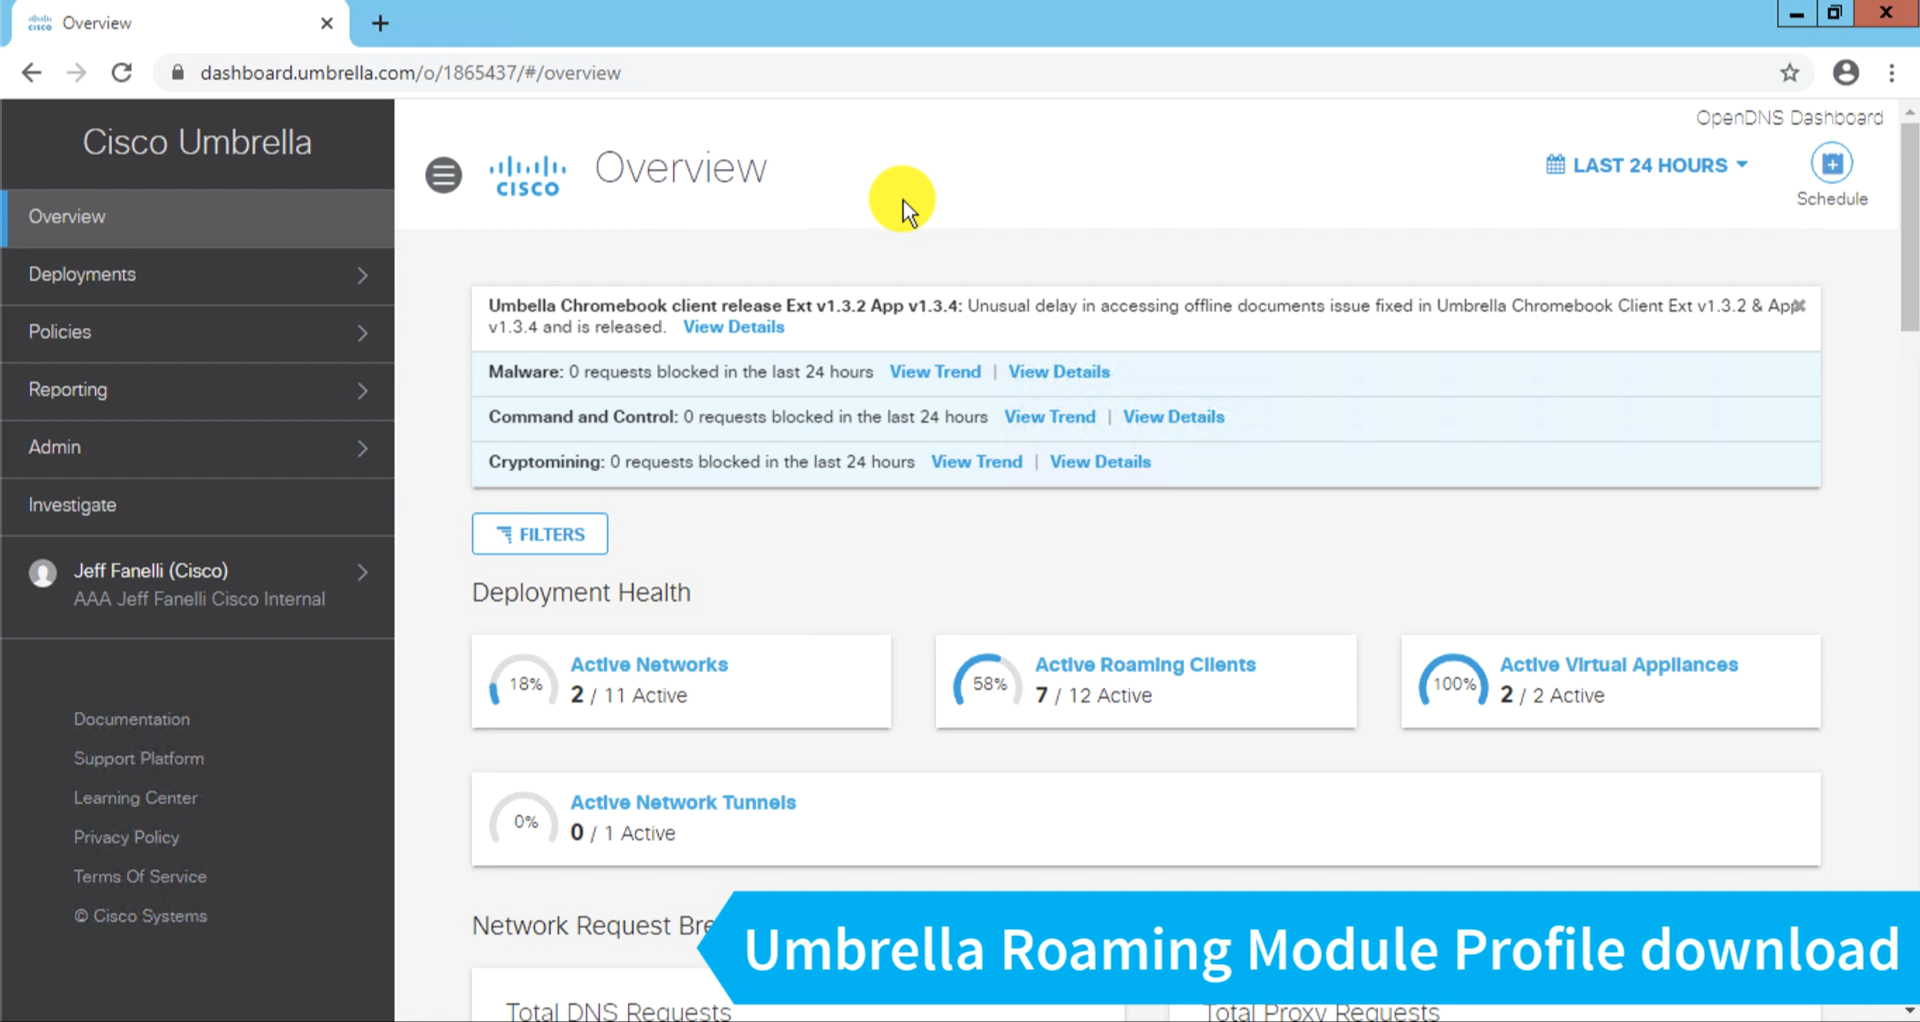 Overview
dashboard.umbrella.com/o/1865437/#/overview
OpenDNS Dashboard
Cisco Umbrella
CISCO
Overview
LAST 24 HOURS
Schedule
Overview
Deployments
Policies
Reporting
Admin
Investigate
Jeff Fanelli (Cisco)
AAA Jeff Fanelli Cisco Internal
Documentation
Support Platform
Learning Center
Privacy Policy
Terms Of Service
© Cisco Systems
Umbella Chromebook client release Ext v1.3.2 App v1.3.4: Unusual delay in accessing offline documents issue fixed in Umbrella Chromebook Client Ext v1.3.2 & App
v1.3.4 and is released. View Details
Malware: 0 requests blocked in the last 24 hours View Trend | View Details
Command and Control: 0 requests blocked in the last 24 hours View Trend | View Details
Cryptomining: 0 requests blocked in the last 24 hours View Trend | View Details
FILTERS
Deployment Health
18%
Active Networks
2 / 11 Active
58%
Active Roaming Clients
7 / 12 Active
100%
Active Virtual Appliances
2 / 2 Active
0%
Active Network Tunnels
0 / 1 Active
Network Request Bre
Umbrella Roaming Module Profile download
Total DNS Requests
Total Proxy Requests